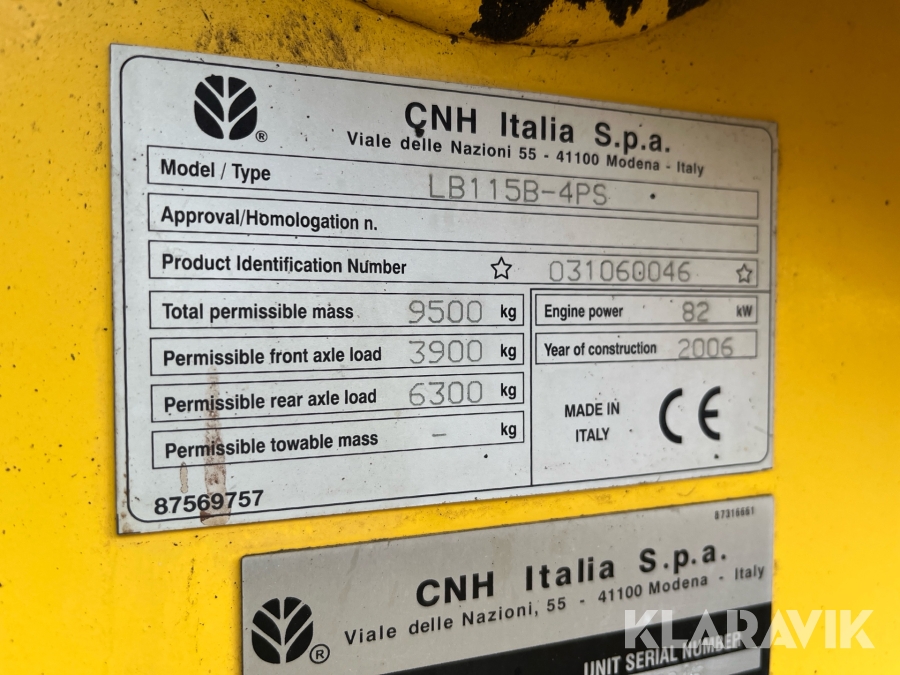 CNH Italia S.p.a.
Viale delle Nazioni 55 - 41100 Modena - Italy
®
Model / Type LB115B-4PS
Approval/Homologation n.
Product Identification Number ☆ 031060046 ☆
Total permissible mass 9500 kg
Engine power 82 kW
Permissible front axle load 3900 kg
Year of construction 2006
Permissible rear axle load 6300 kg
Permissible towable mass - kg
MADE IN
ITALY
CE
87569757
87316661
CNH Italia S.p.a.
Viale delle Nazioni, 55 - 41100 Modena - Italy
®
UNIT SERIAL NUMBER
KLARAVIK